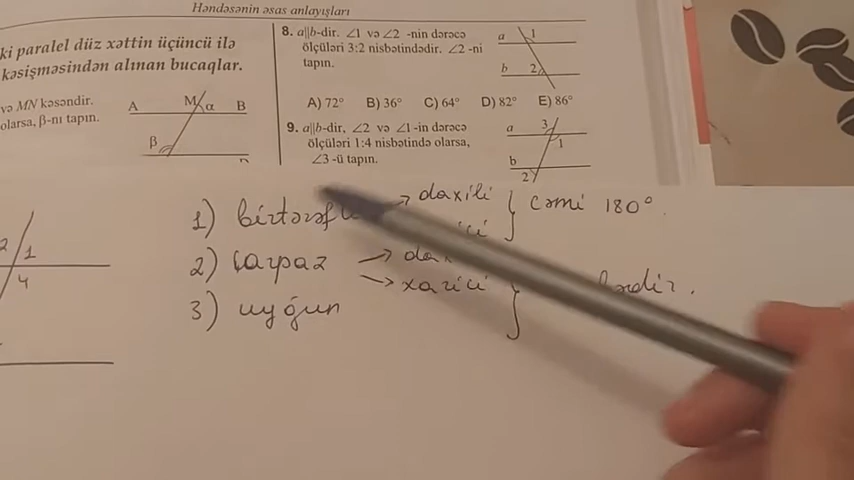 Həndəsənin əsas anlayışları
ki paralel düz xəttin üçüncü ilə
kəsişməsindən alınan bucaqlar.
və MN kəsəndir.
olarsa, β-nı tapın.
A M α B
β
8. a||b-dir. ∠1 və ∠2 -nin dərəcə
ölçüləri 3:2 nisbətindədir. ∠2 -ni
tapın.
a 1
b 2
A) 72° B) 36° C) 64° D) 82° E) 86°
9. a||b-dir, ∠2 və ∠1-in dərəcə
ölçüləri 1:4 nisbətində olarsa,
∠3 -ü tapın.
a 3
1
b
2
2 1
4
1) birtərəfli → daxili } cəmi 180°
2) çarpaz →
→ xarici
3) uyğun